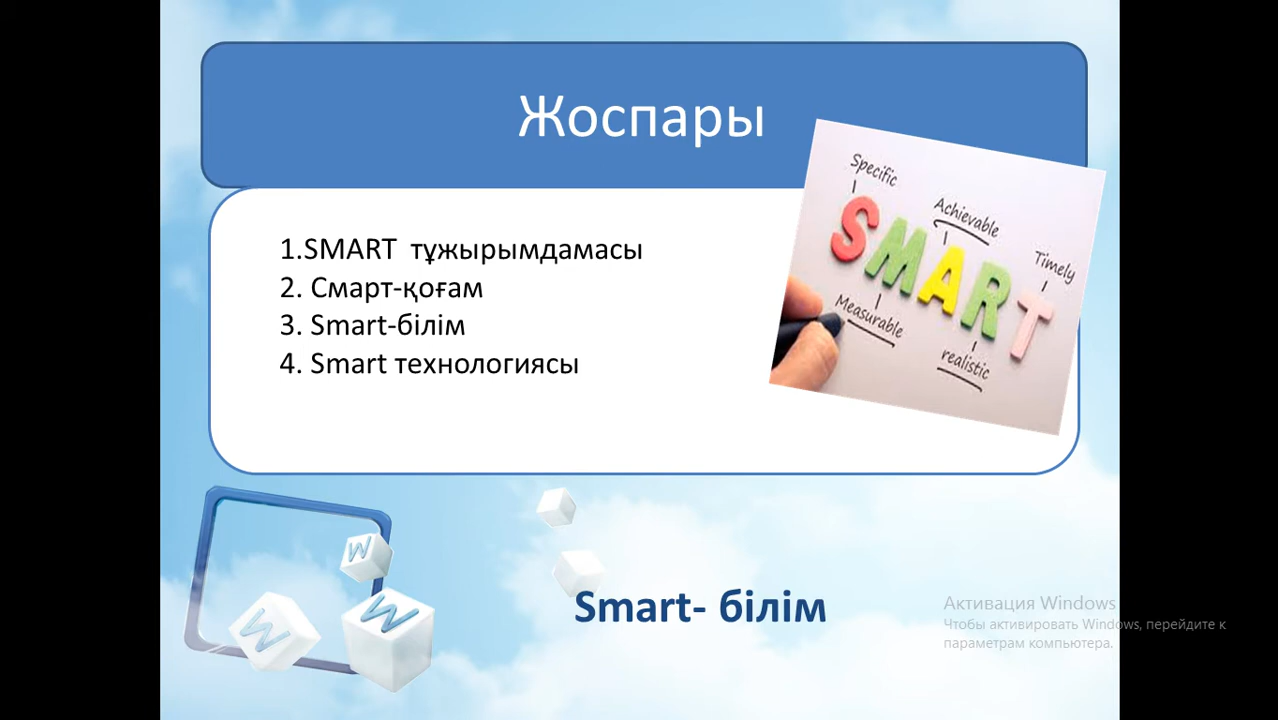 Жоспары
1.SMART тұжырымдамасы
2. Смарт-қоғам
3. Smart-білім
4. Smart технологиясы
Specific
Achievable
Timely
SMART
Measurable
realistic
W
W
W
Smart- білім
Активация Windows
Чтобы активировать Windows, перейдите к
параметрам компьютера.